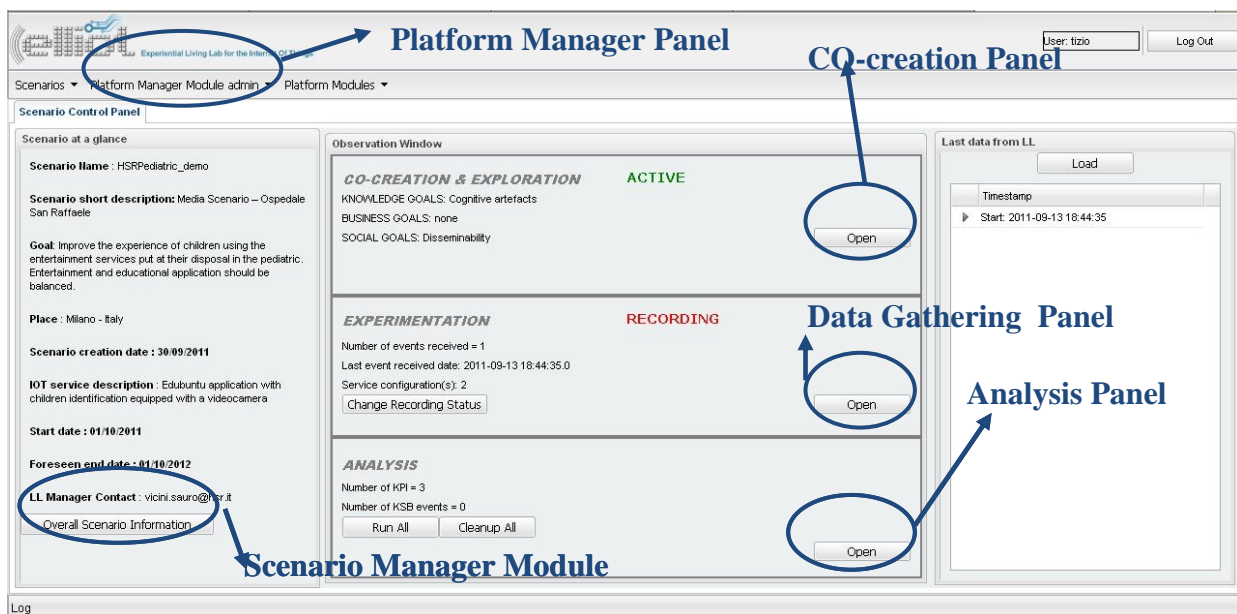 elliot
Experiential Living Lab for the Internet Of Things
Platform Manager Panel
CO-creation Panel
User: tizio
Log Out
Scenarios Platform Manager Module admin Platform Modules
Scenario Control Panel
Scenario at a glance
Scenario Name : HSRPediatric_demo
Scenario short description: Media Scenario – Ospedale
San Raffaele
Goal: Improve the experience of children using the
entertainment services put at their disposal in the pediatric.
Entertainment and educational application should be
balanced.
Place : Milano - Italy
Scenario creation date : 30/09/2011
IOT service description : Edubuntu application with
children identification equipped with a videocamera
Start date : 01/10/2011
Foreseen end date : 01/10/2012
LL Manager Contact : vicini.sauro@hsr.it
Overall Scenario Information
Scenario Manager Module
Observation Window
CO-CREATION & EXPLORATION ACTIVE
KNOWLEDGE GOALS: Cognitive artefacts
BUSINESS GOALS: none
SOCIAL GOALS: Disseminability
Open
EXPERIMENTATION RECORDING
Data Gathering Panel
Number of events received = 1
Last event received date: 2011-09-13 18:44:35.0
Service configuration(s): 2
Change Recording Status
Open
Analysis Panel
ANALYSIS
Number of KPI = 3
Number of KSB events = 0
Run All Cleanup All
Open
Last data from LL
Load
Timestamp
Start: 2011-09-13 18:44:35
Log